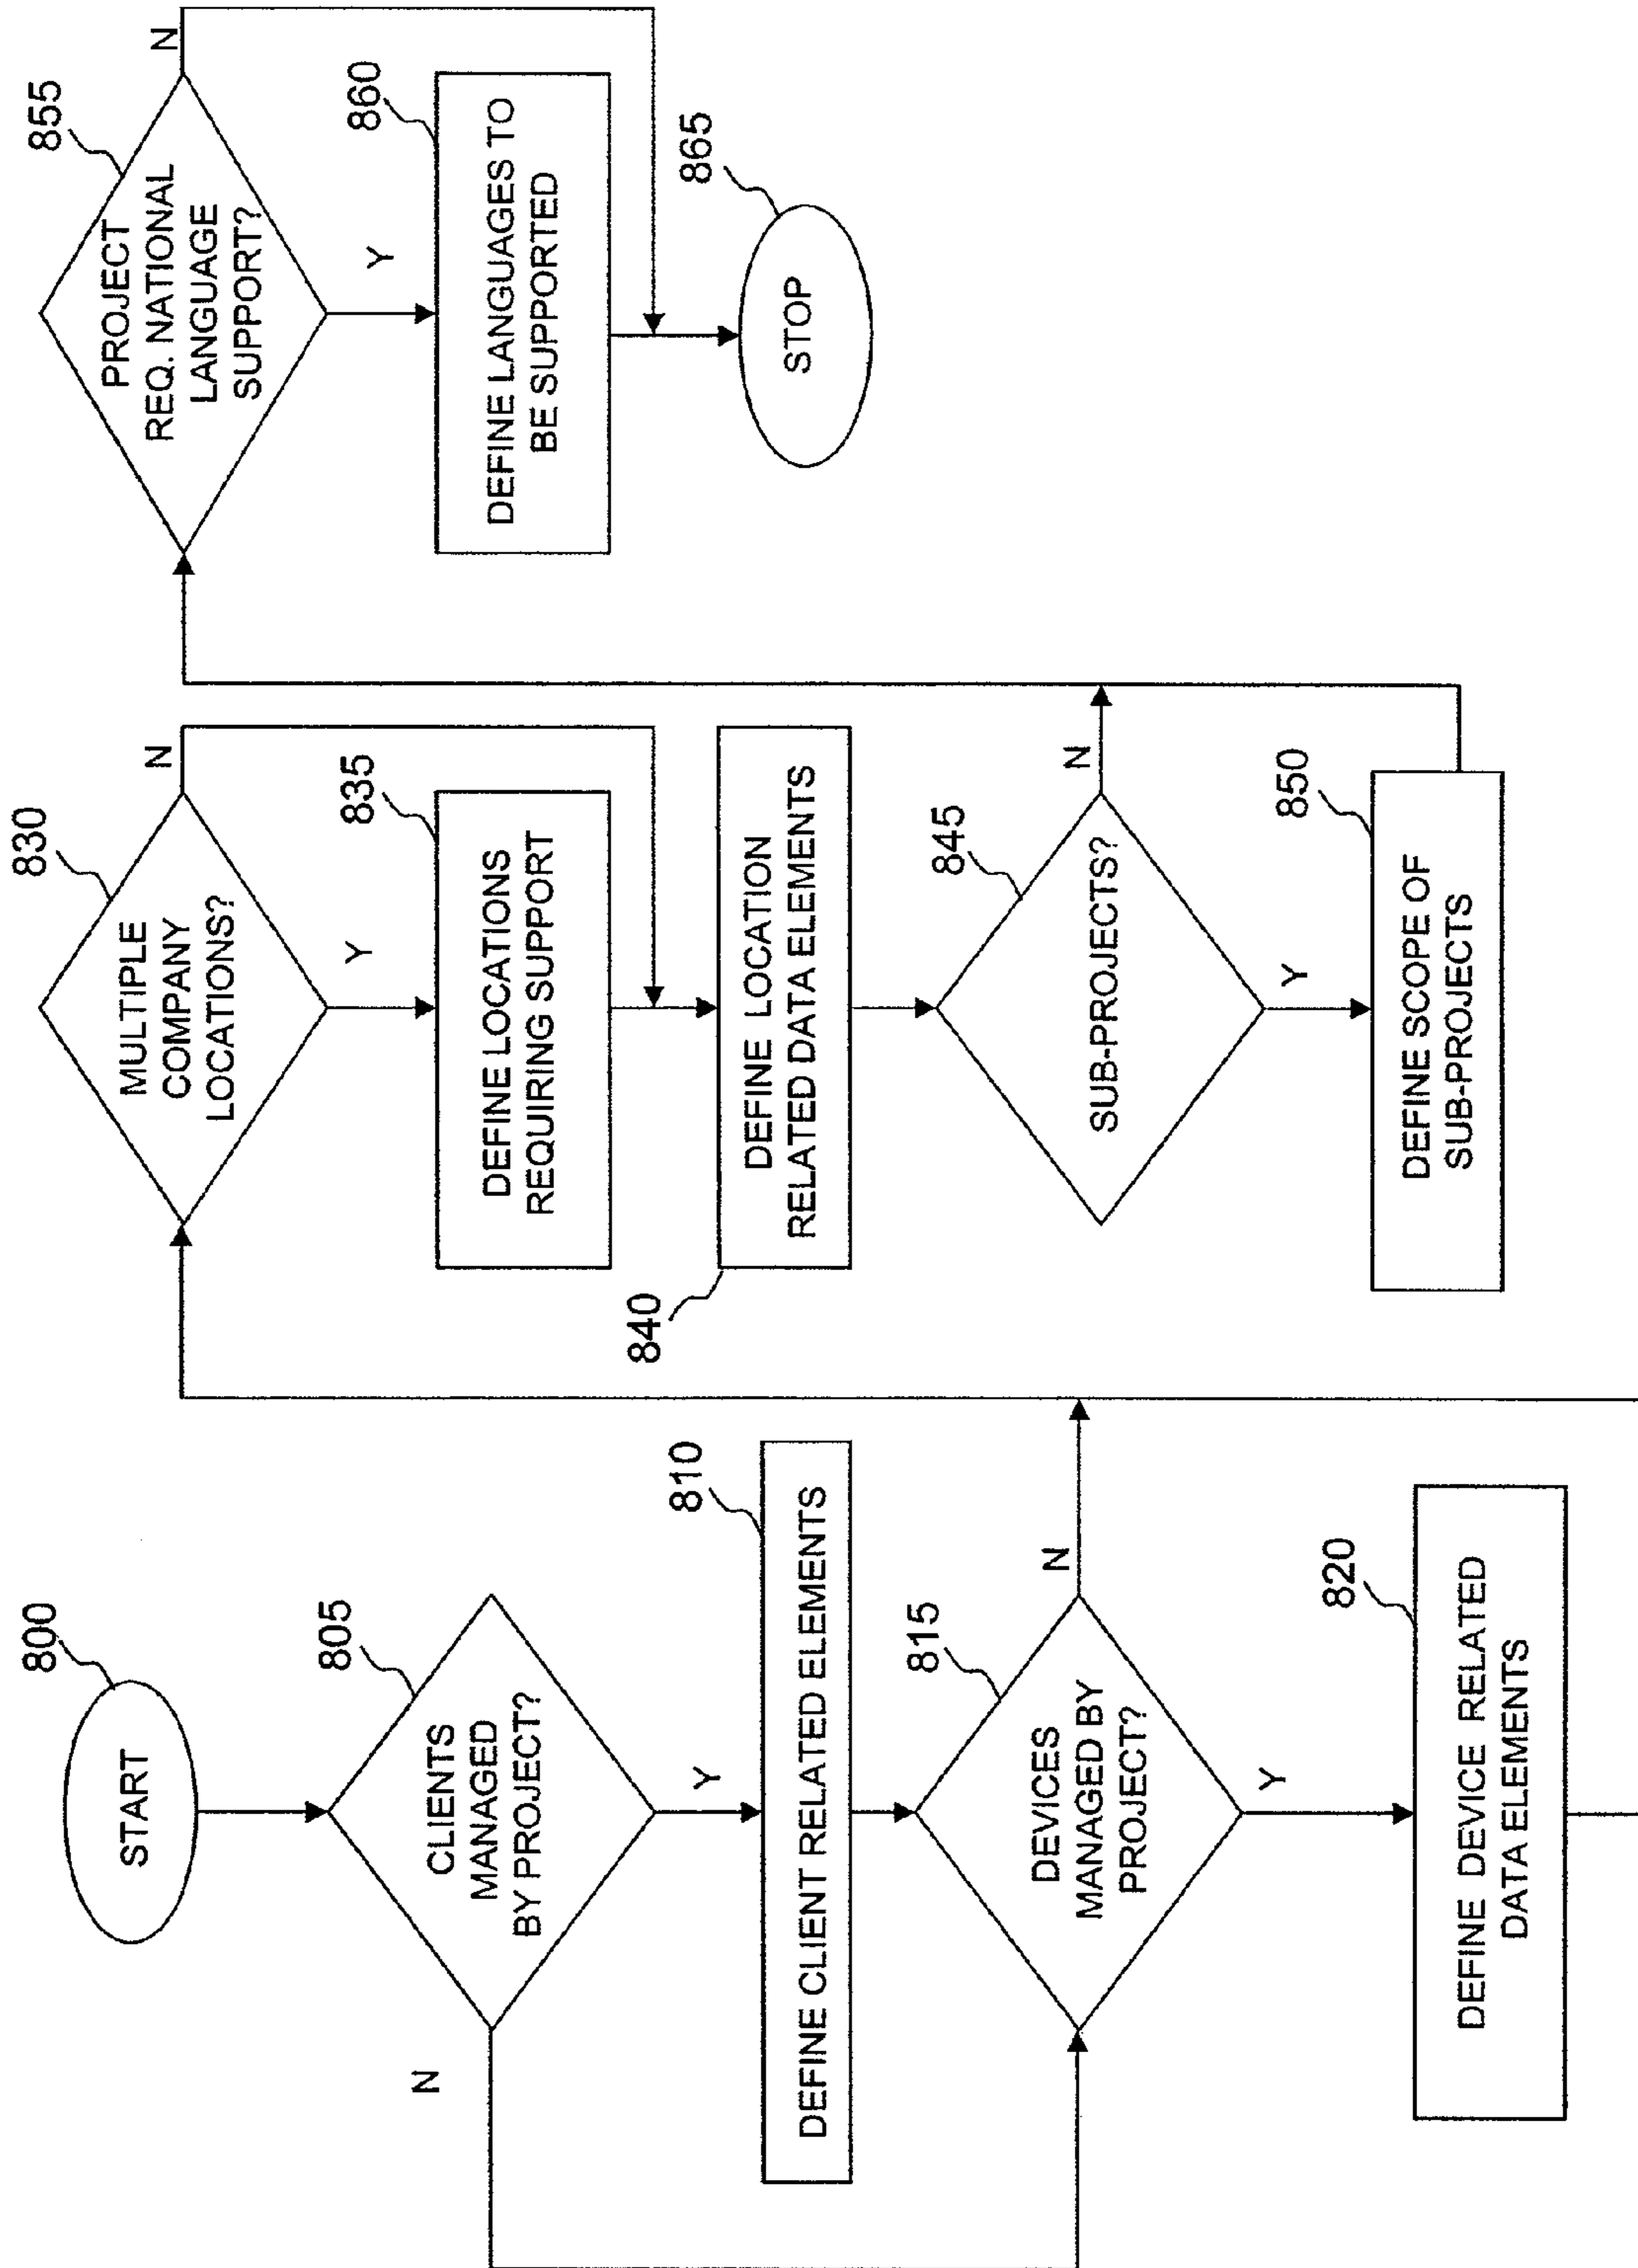 800
START
805
CLIENTS
MANAGED
BY PROJECT?
N
Y
810
DEFINE CLIENT RELATED ELEMENTS
815
DEVICES
MANAGED BY
PROJECT?
N
Y
820
DEFINE DEVICE RELATED
DATA ELEMENTS
830
MULTIPLE
COMPANY
LOCATIONS?
N
Y
835
DEFINE LOCATIONS
REQUIRING SUPPORT
840
DEFINE LOCATION
RELATED DATA ELEMENTS
845
SUB-PROJECTS?
N
Y
850
DEFINE SCOPE OF
SUB-PROJECTS
855
PROJECT
REQ. NATIONAL
LANGUAGE
SUPPORT?
N
Y
860
DEFINE LANGUAGES TO
BE SUPPORTED
865
STOP